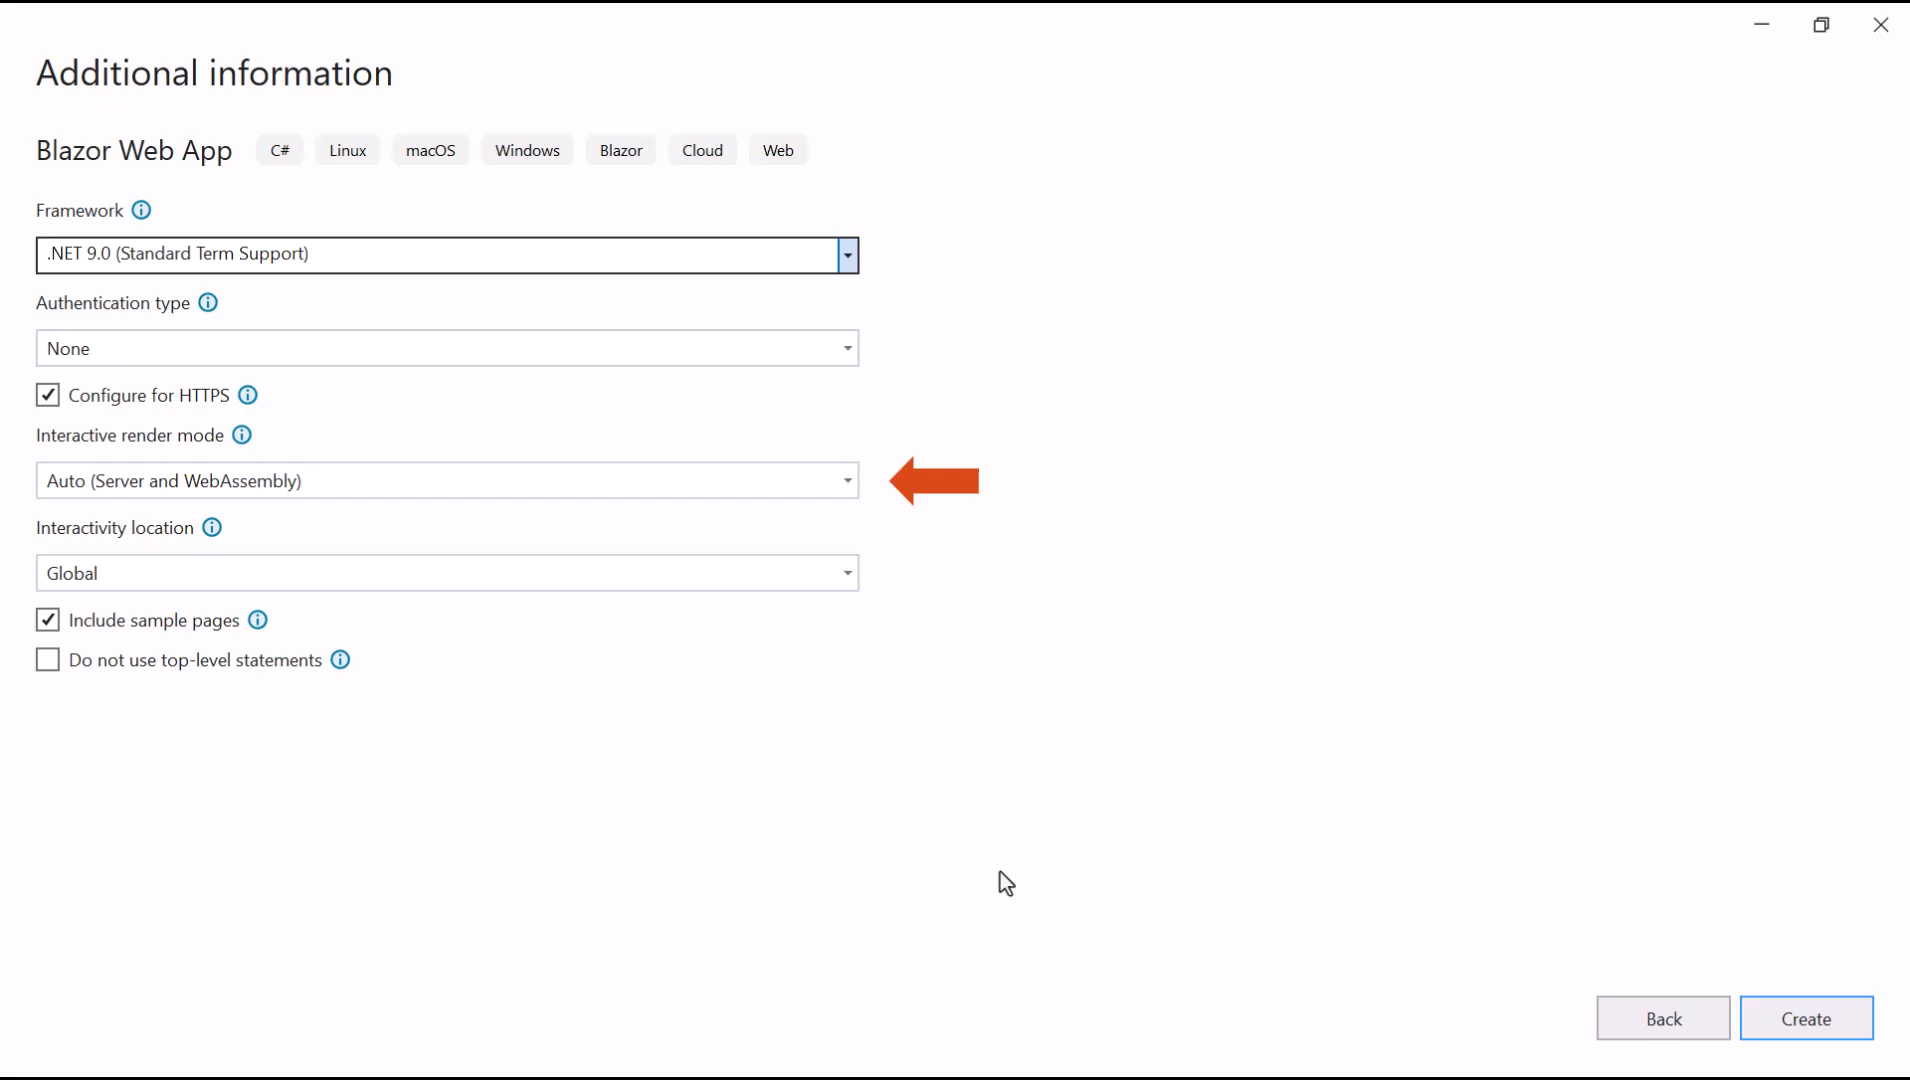 Additional information
Blazor Web App C# Linux macOS Windows Blazor Cloud Web
Framework
.NET 9.0 (Standard Term Support)
Authentication type
None
Configure for HTTPS
Interactive render mode
Auto (Server and WebAssembly)
Interactivity location
Global
Include sample pages
Do not use top-level statements
Back Create